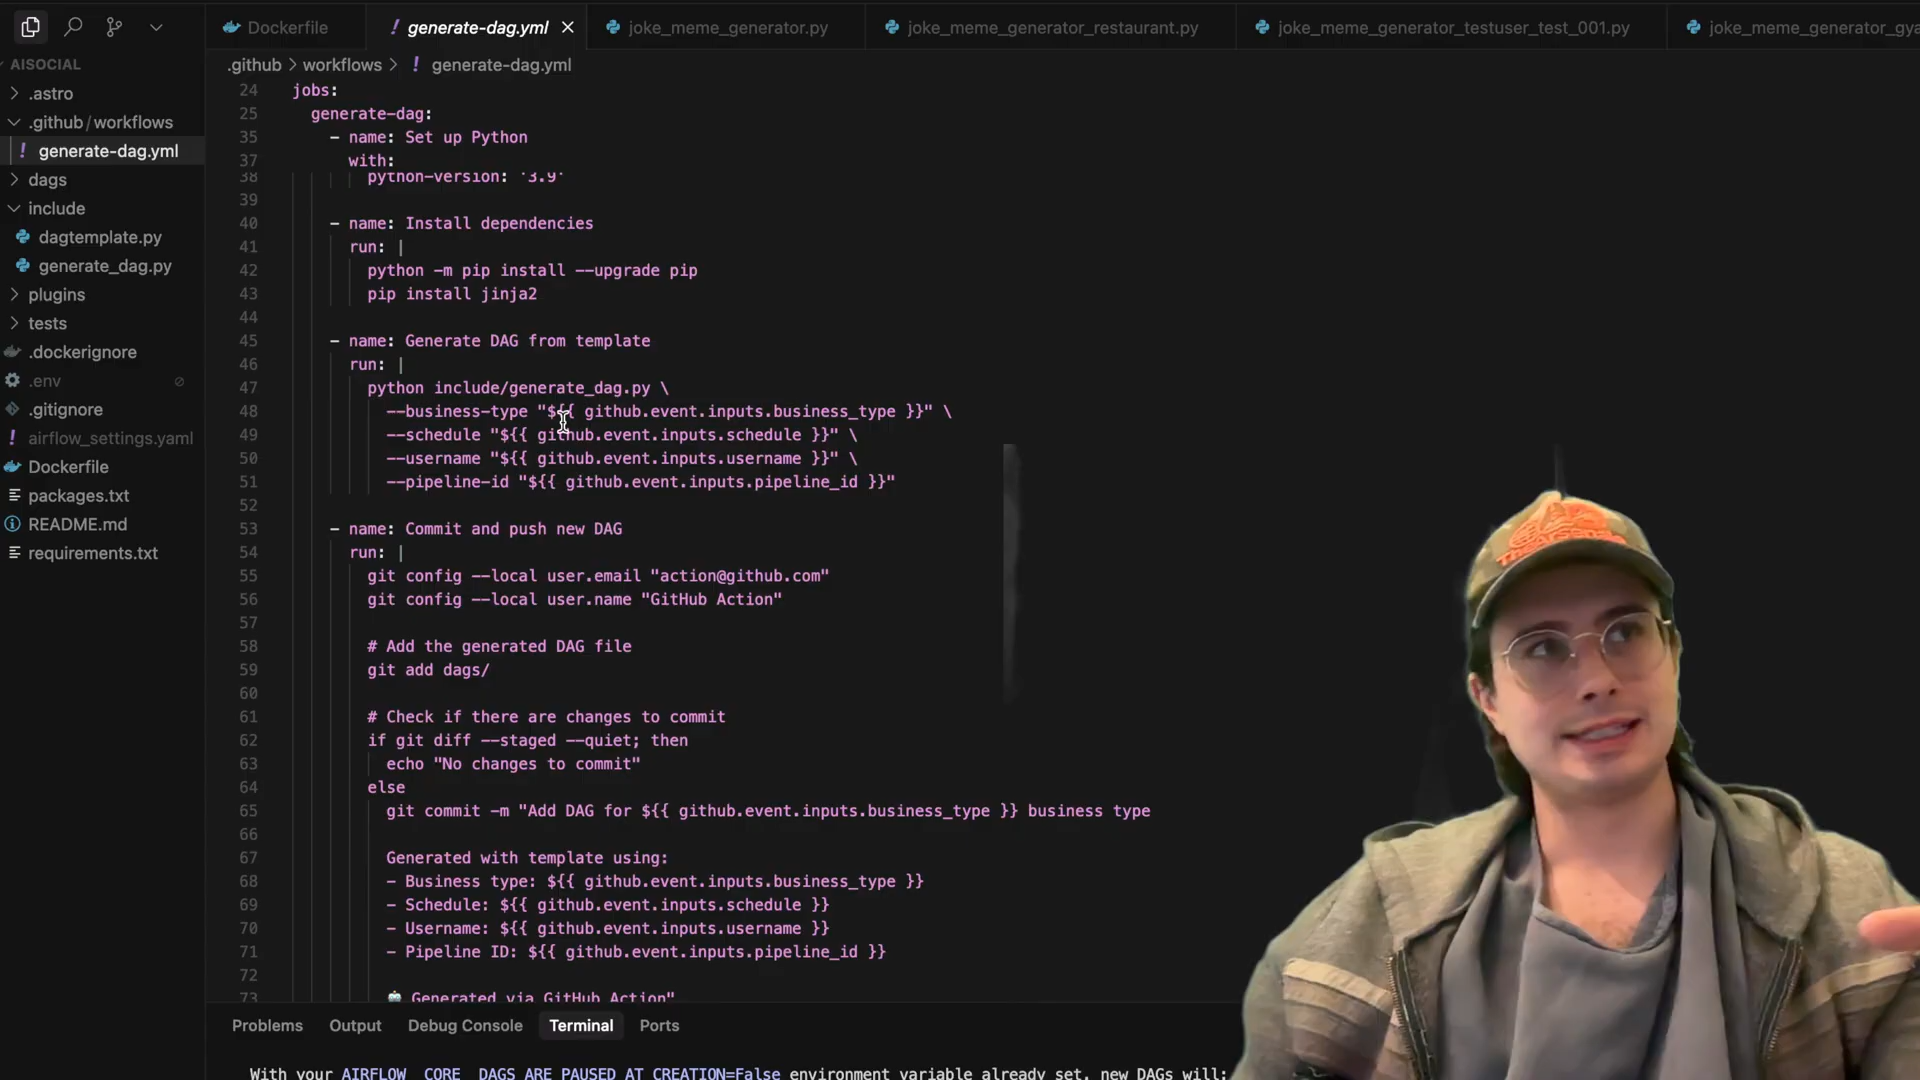 Dockerfile
! generate-dag.yml
joke_meme_generator.py
joke_meme_generator_restaurant.py
joke_meme_generator_testuser_test_001.py
joke_meme_generator_gya
AISOCIAL
.github > workflows > ! generate-dag.yml
.astro
.github/workflows
! generate-dag.yml
dags
include
dagtemplate.py
generate_dag.py
plugins
tests
.dockerignore
.env
.gitignore
! airflow_settings.yaml
Dockerfile
packages.txt
README.md
requirements.txt
24 jobs:
25 generate-dag:
35 - name: Set up Python
37 with:
38 python-version: '3.9'
39
40 - name: Install dependencies
41 run: |
42 python -m pip install --upgrade pip
43 pip install jinja2
44
45 - name: Generate DAG from template
46 run: |
47 python include/generate_dag.py \
48 --business-type "${{ github.event.inputs.business_type }}" \
49 --schedule "${{ github.event.inputs.schedule }}" \
50 --username "${{ github.event.inputs.username }}" \
51 --pipeline-id "${{ github.event.inputs.pipeline_id }}"
52
53 - name: Commit and push new DAG
54 run: |
55 git config --local user.email "action@github.com"
56 git config --local user.name "GitHub Action"
57
58 # Add the generated DAG file
59 git add dags/
60
61 # Check if there are changes to commit
62 if git diff --staged --quiet; then
63 echo "No changes to commit"
64 else
65 git commit -m "Add DAG for ${{ github.event.inputs.business_type }} business type
66
67 Generated with template using:
68 - Business type: ${{ github.event.inputs.business_type }}
69 - Schedule: ${{ github.event.inputs.schedule }}
70 - Username: ${{ github.event.inputs.username }}
71 - Pipeline ID: ${{ github.event.inputs.pipeline_id }}
72
73 🤖 Generated via GitHub Action"
Problems Output Debug Console Terminal Ports
With your AIRFLOW__CORE__DAGS_ARE_PAUSED_AT_CREATION=False environment variable already set, new DAGs will: